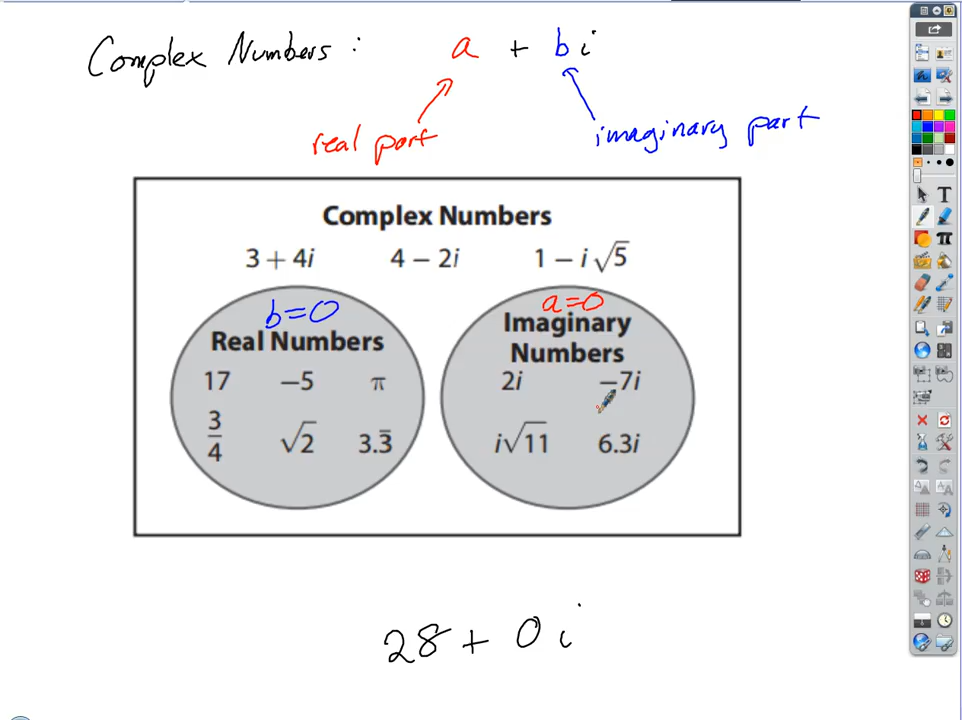 Complex Numbers : a + bi
real part imaginary part
Complex Numbers
3 + 4i 4 − 2i 1 − i√5
b=0 a=0
Real Numbers Imaginary Numbers
17 −5 π 2i −7i
3/4 √2 3.3̅ i√11 6.3i
28 + 0i